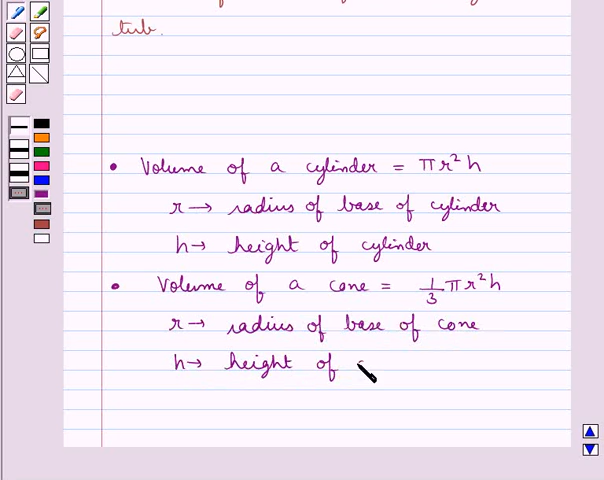 tub.
• Volume of a cylinder = πr²h
r → radius of base of cylinder
h → height of cylinder
• Volume of a cone = 1/3 πr²h
r → radius of base of cone
h → height of